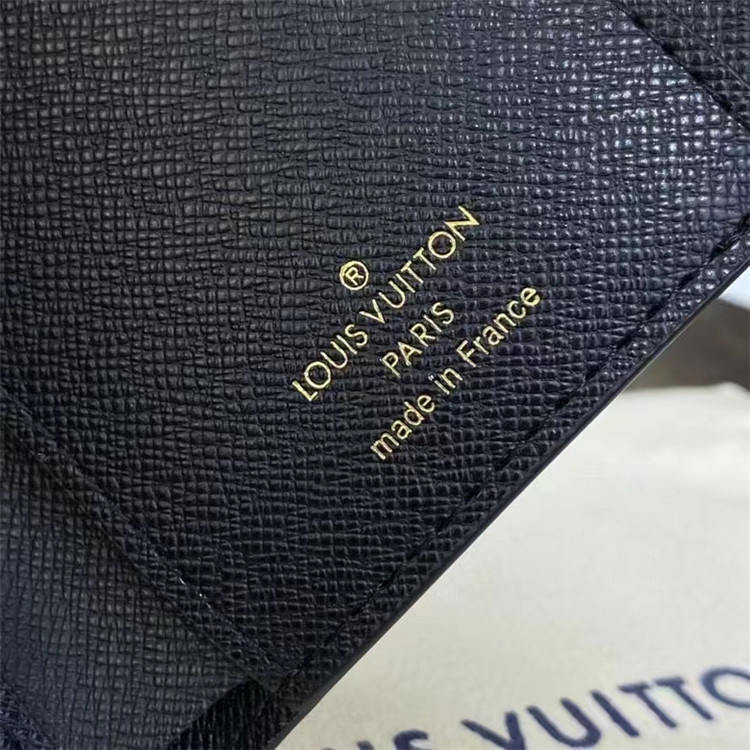 ®
LOUIS VUITTON
PARIS
made in France
LOUIS VUITTO